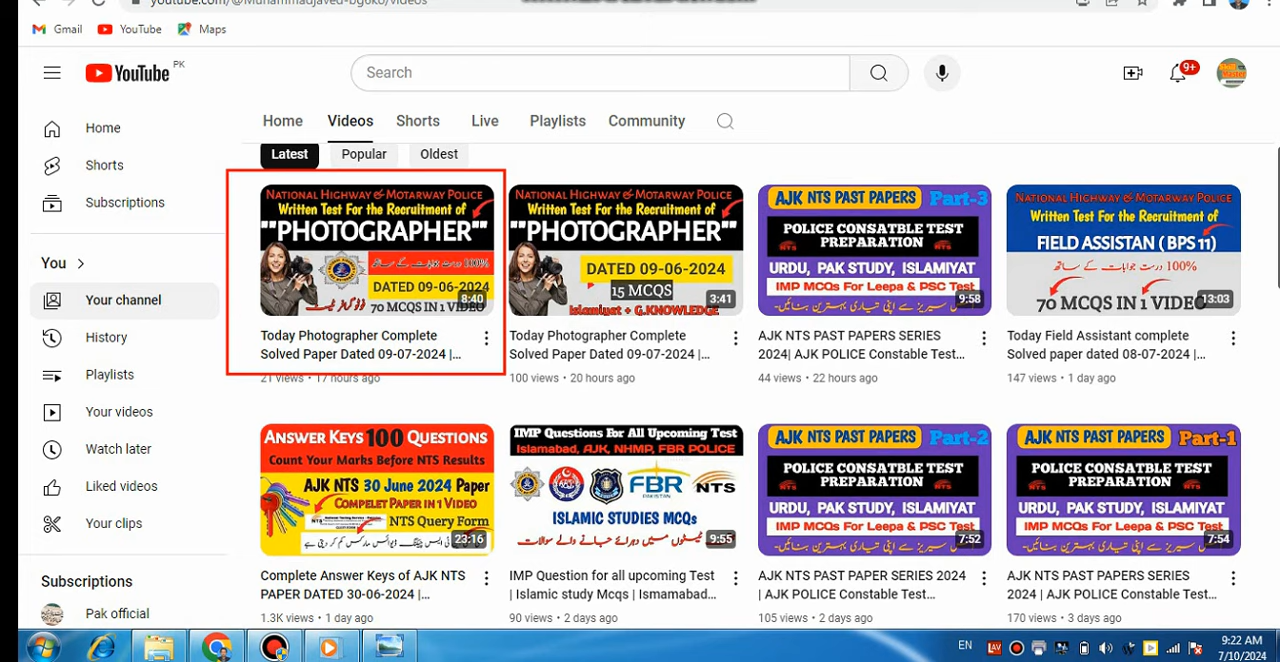 Gmail
YouTube
Maps
YouTube PK
Search
9+
Home
Shorts
Subscriptions
You
Your channel
History
Playlists
Your videos
Watch later
Liked videos
Your clips
Subscriptions
Pak official
Home Videos Shorts Live Playlists Community
Latest Popular Oldest
NATIONAL HIGHWAY & MOTARWAY POLICE
Written Test For the Recruitment of
""PHOTOGRAPHER""
100% درست جوابات کے ساتھ
DATED 09-06-2024
70 MCQS IN 1 VIDEO
8:40
Today Photographer Complete
Solved Paper Dated 09-07-2024 |...
21 views • 17 hours ago
NATIONAL HIGHWAY & MOTARWAY POLICE
Written Test For the Recruitment of
""PHOTOGRAPHER""
DATED 09-06-2024
15 MCQS
Islamiyat + G.KNOWLEDGE
3:41
Today Photographer Complete
Solved Paper Dated 09-07-2024 |...
100 views • 20 hours ago
AJK NTS PAST PAPERS Part-3
POLICE CONSATBLE TEST
PREPARATION
URDU, PAK STUDY, ISLAMIYAT
IMP MCQs For Leepa & PSC Test
9:58
AJK NTS PAST PAPERS SERIES
2024| AJK POLICE Constable Test...
44 views • 22 hours ago
NATIONAL HIGHWAY & MOTARWAY POLICE
Written Test For the Recruitment of
FIELD ASSISTAN ( BPS 11)
100% درست جوابات کے ساتھ
70 MCQS IN 1 VIDEO
13:03
Today Field Assistant complete
Solved paper dated 08-07-2024 |...
147 views • 1 day ago
ANSWER KEYS 100 QUESTIONS
Count Your Marks Before NTS Results
AJK NTS 30 June 2024 Paper
COMPELET PAPER IN 1 VIDEO
NTS Query Form
23:16
Complete Answer Keys of AJK NTS
PAPER DATED 30-06-2024 |...
1.3K views • 1 day ago
IMP Questions For All Upcoming Test
Islamabad, AJK, NHMP, FBR POLICE
FBR
PAKISTAN
NTS
ISLAMIC STUDIES MCQs
ٹیسٹوں میں دہرائے جانے والے سوالات
9:55
IMP Question for all upcoming Test
| Islamic study Mcqs | Ismamabad...
90 views • 2 days ago
AJK NTS PAST PAPERS Part-2
POLICE CONSATBLE TEST
PREPARATION
URDU, PAK STUDY, ISLAMIYAT
IMP MCQs For Leepa & PSC Test
7:52
AJK NTS PAST PAPER SERIES 2024
| AJK POLICE Constable Test...
105 views • 2 days ago
AJK NTS PAST PAPERS Part-1
POLICE CONSATBLE TEST
PREPARATION
URDU, PAK STUDY, ISLAMIYAT
IMP MCQs For Leepa & PSC Test
7:54
AJK NTS PAST PAPERS SERIES
2024 | AJK POLICE Constable Test...
170 views • 3 days ago
EN
9:22 AM
7/10/2024